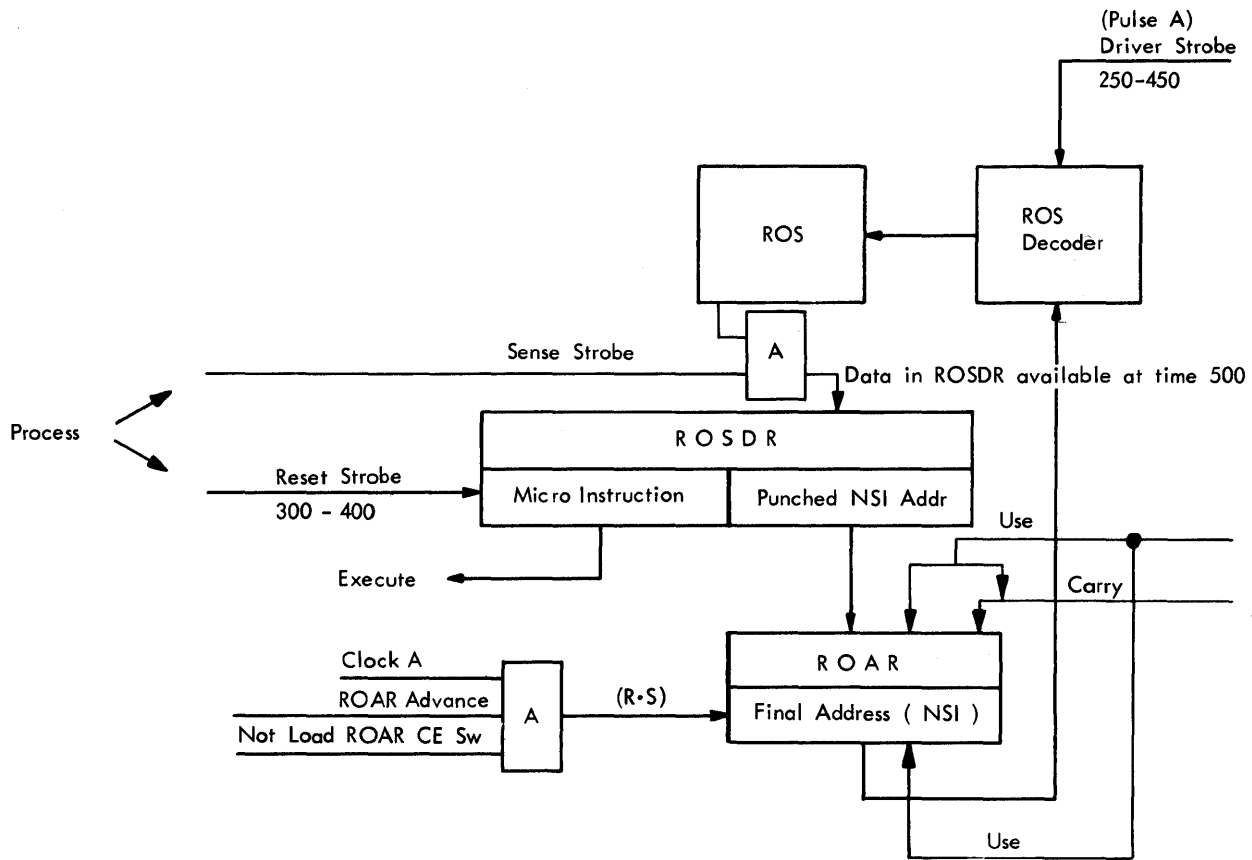 (Pulse A)
Driver Strobe
250-450
ROS
ROS
Decoder
Sense Strobe
A
Data in ROSDR available at time 500
Process
R O S D R
Reset Strobe
300 - 400
Micro Instruction
Punched NSI Addr
Use
Execute
Carry
Clock A
ROAR Advance
Not Load ROAR CE Sw
A
(R•S)
R O A R
Final Address ( NSI )
Use